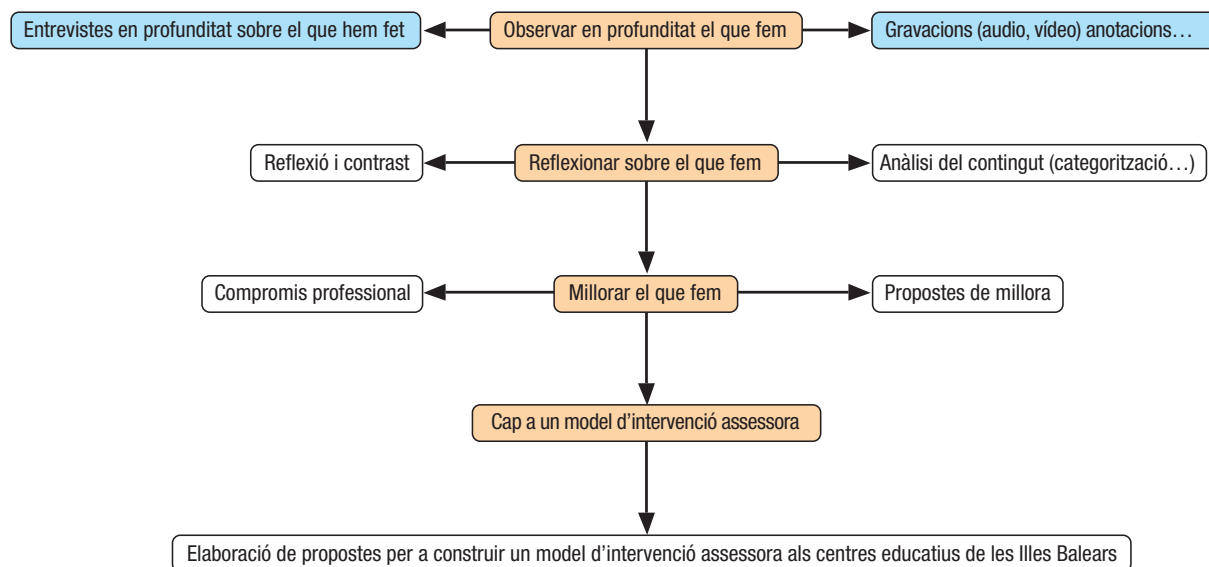 Entrevistes en profunditat sobre el que hem fet
Observar en profunditat el que fem
Gravacions (audio, vídeo) anotacions…
Reflexió i contrast
Reflexionar sobre el que fem
Anàlisi del contingut (categorització…)
Compromis professional
Millorar el que fem
Propostes de millora
Cap a un model d’intervenció assessora
Elaboració de propostes per a construir un model d’intervenció assessora als centres educatius de les Illes Balears